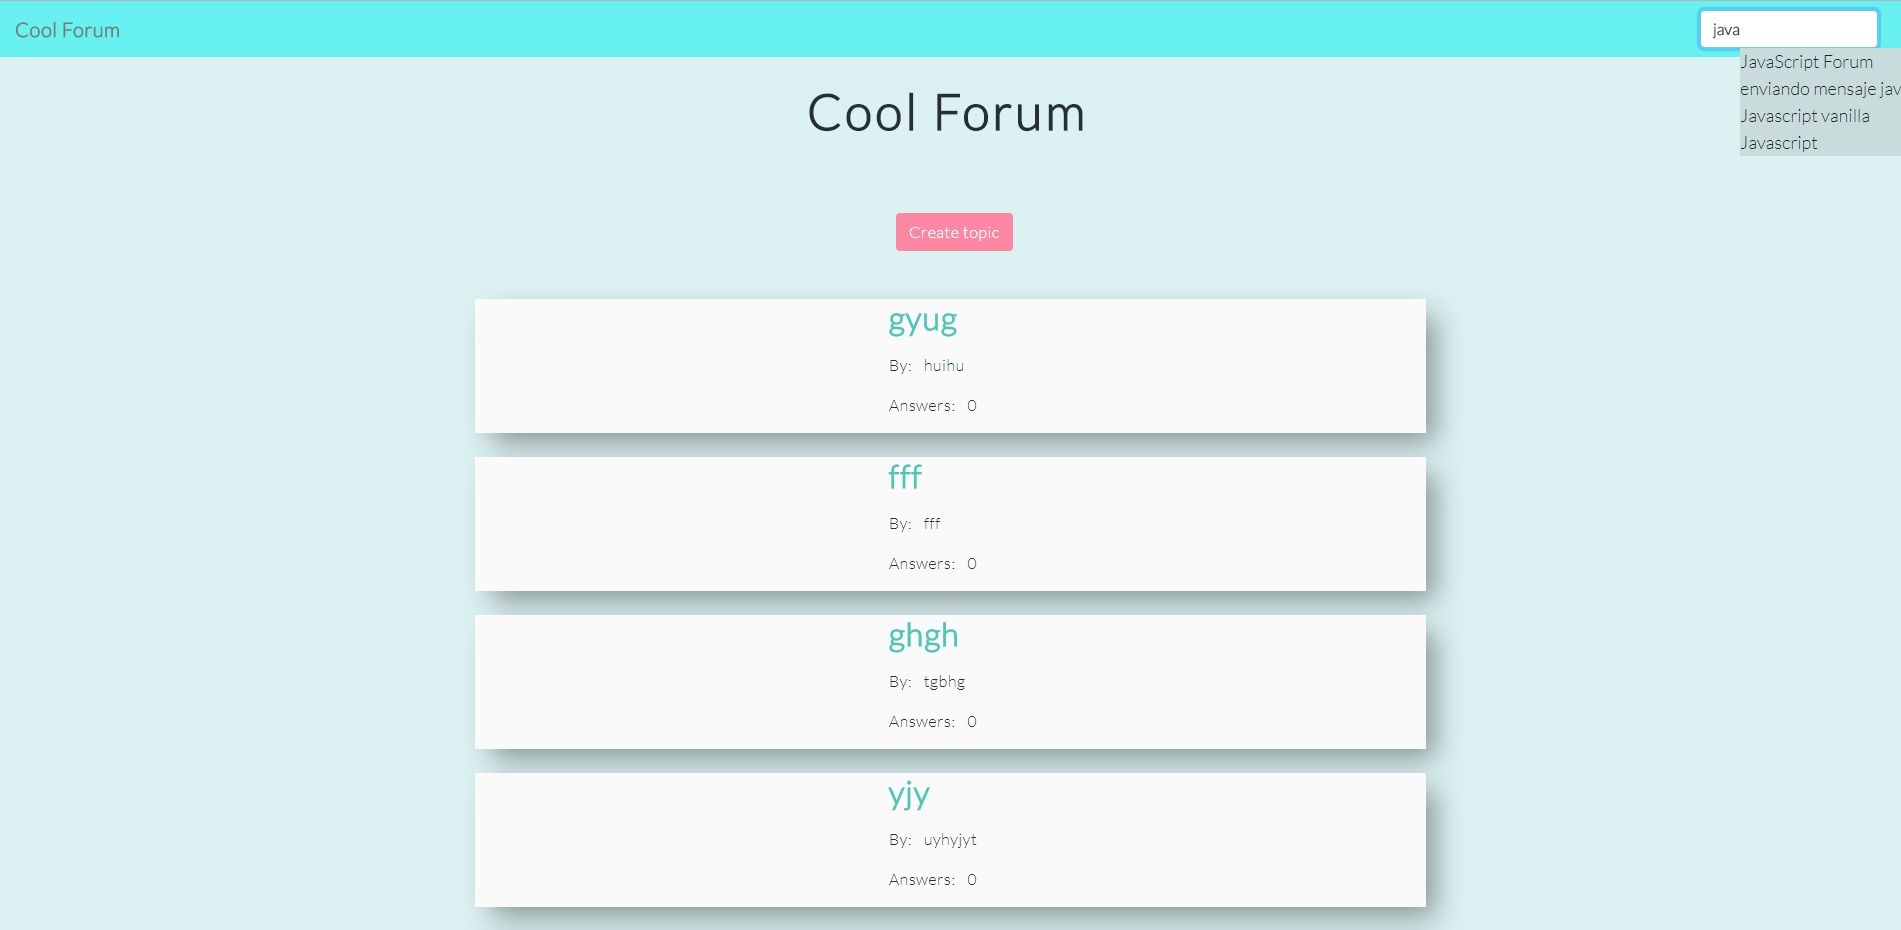 Cool Forum
java
JavaScript Forum
enviando mensaje jav
Javascript vanilla
Javascript
Cool Forum
Create topic
gyug
By: huihu
Answers: 0
fff
By: fff
Answers: 0
ghgh
By: tgbhg
Answers: 0
yjy
By: uyhyjyt
Answers: 0